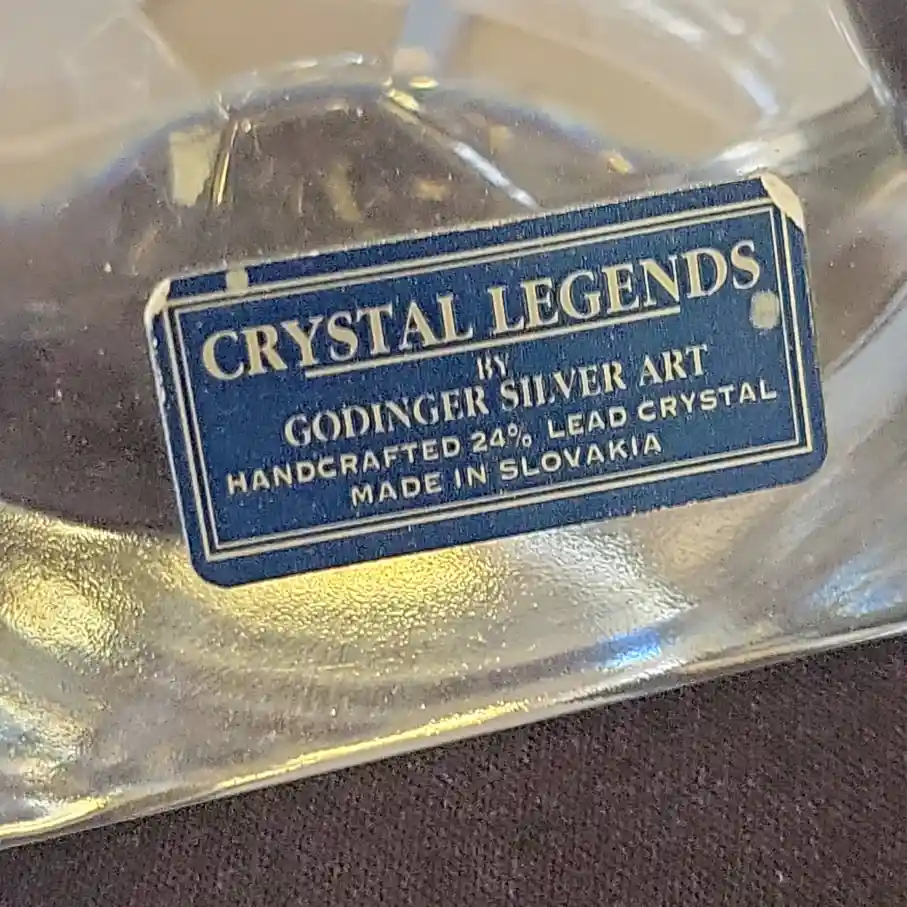 CRYSTAL LEGENDS
BY
GODINGER SILVER ART
HANDCRAFTED 24% LEAD CRYSTAL
MADE IN SLOVAKIA